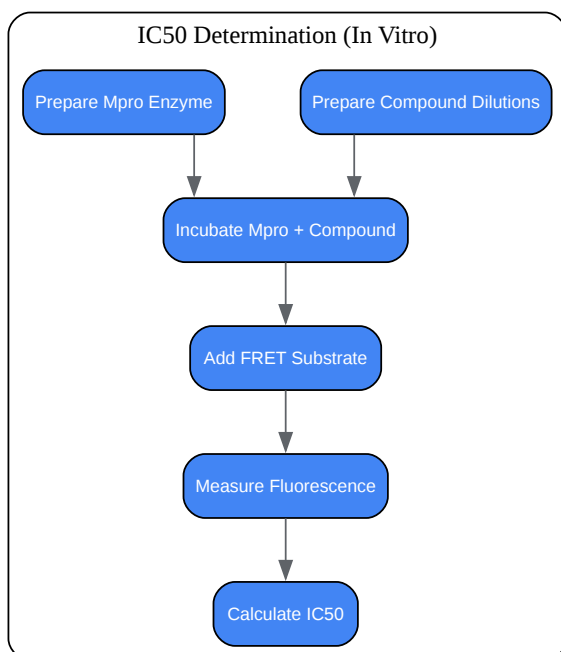 IC50 Determination (In Vitro)
Prepare Mpro Enzyme
Prepare Compound Dilutions
Incubate Mpro + Compound
Add FRET Substrate
Measure Fluorescence
Calculate IC50